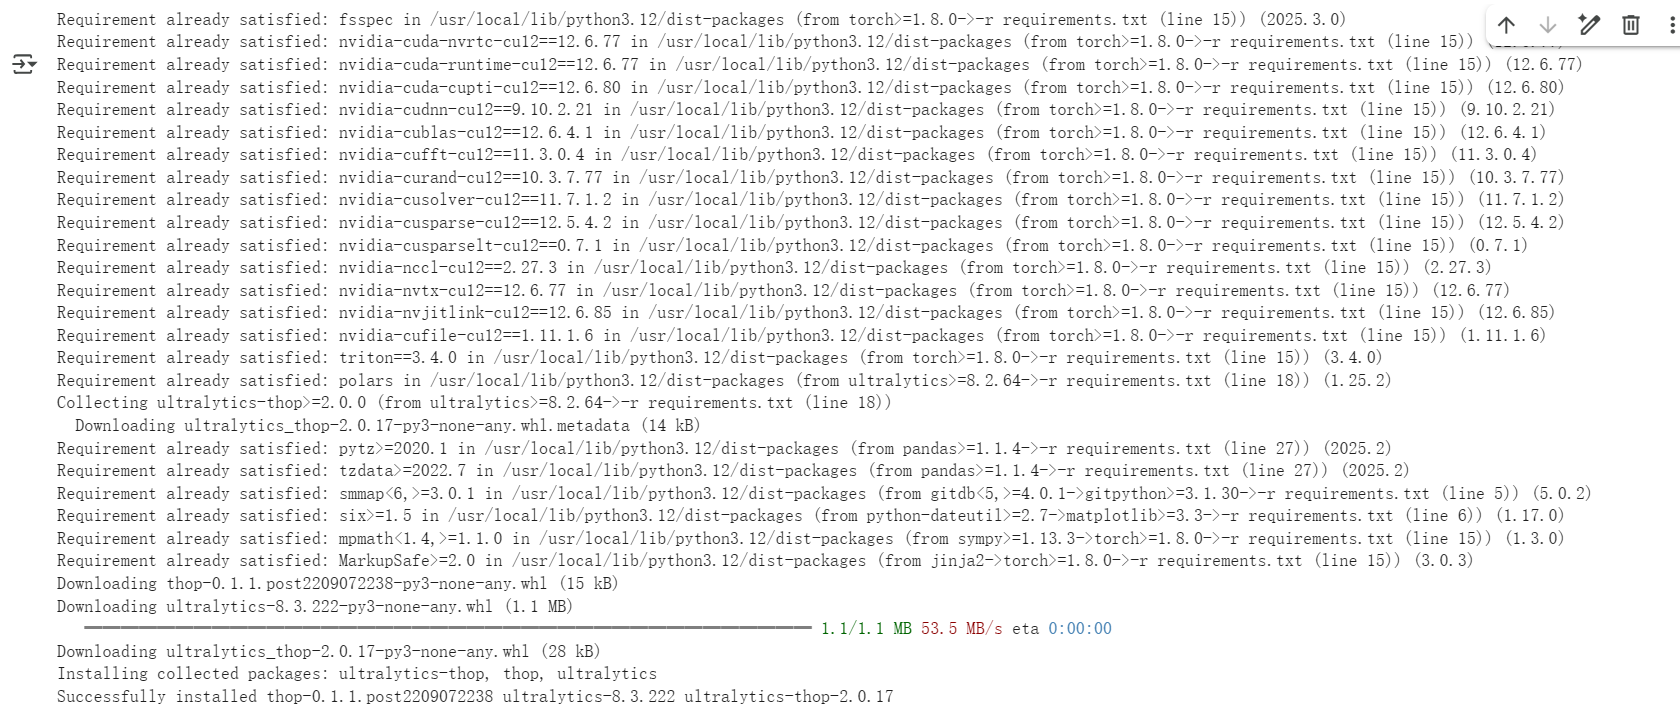 Requirement already satisfied: fsspec in /usr/local/lib/python3.12/dist-packages (from torch>=1.8.0->-r requirements.txt (line 15)) (2025.3.0)
Requirement already satisfied: nvidia-cuda-nvrtc-cu12==12.6.77 in /usr/local/lib/python3.12/dist-packages (from torch>=1.8.0->-r requirements.txt (line 15))
Requirement already satisfied: nvidia-cuda-runtime-cu12==12.6.77 in /usr/local/lib/python3.12/dist-packages (from torch>=1.8.0->-r requirements.txt (line 15)) (12.6.77)
Requirement already satisfied: nvidia-cuda-cupti-cu12==12.6.80 in /usr/local/lib/python3.12/dist-packages (from torch>=1.8.0->-r requirements.txt (line 15)) (12.6.80)
Requirement already satisfied: nvidia-cudnn-cu12==9.10.2.21 in /usr/local/lib/python3.12/dist-packages (from torch>=1.8.0->-r requirements.txt (line 15)) (9.10.2.21)
Requirement already satisfied: nvidia-cublas-cu12==12.6.4.1 in /usr/local/lib/python3.12/dist-packages (from torch>=1.8.0->-r requirements.txt (line 15)) (12.6.4.1)
Requirement already satisfied: nvidia-cufft-cu12==11.3.0.4 in /usr/local/lib/python3.12/dist-packages (from torch>=1.8.0->-r requirements.txt (line 15)) (11.3.0.4)
Requirement already satisfied: nvidia-curand-cu12==10.3.7.77 in /usr/local/lib/python3.12/dist-packages (from torch>=1.8.0->-r requirements.txt (line 15)) (10.3.7.77)
Requirement already satisfied: nvidia-cusolver-cu12==11.7.1.2 in /usr/local/lib/python3.12/dist-packages (from torch>=1.8.0->-r requirements.txt (line 15)) (11.7.1.2)
Requirement already satisfied: nvidia-cusparse-cu12==12.5.4.2 in /usr/local/lib/python3.12/dist-packages (from torch>=1.8.0->-r requirements.txt (line 15)) (12.5.4.2)
Requirement already satisfied: nvidia-cusparselt-cu12==0.7.1 in /usr/local/lib/python3.12/dist-packages (from torch>=1.8.0->-r requirements.txt (line 15)) (0.7.1)
Requirement already satisfied: nvidia-nccl-cu12==2.27.3 in /usr/local/lib/python3.12/dist-packages (from torch>=1.8.0->-r requirements.txt (line 15)) (2.27.3)
Requirement already satisfied: nvidia-nvtx-cu12==12.6.77 in /usr/local/lib/python3.12/dist-packages (from torch>=1.8.0->-r requirements.txt (line 15)) (12.6.77)
Requirement already satisfied: nvidia-nvjitlink-cu12==12.6.85 in /usr/local/lib/python3.12/dist-packages (from torch>=1.8.0->-r requirements.txt (line 15)) (12.6.85)
Requirement already satisfied: nvidia-cufile-cu12==1.11.1.6 in /usr/local/lib/python3.12/dist-packages (from torch>=1.8.0->-r requirements.txt (line 15)) (1.11.1.6)
Requirement already satisfied: triton==3.4.0 in /usr/local/lib/python3.12/dist-packages (from torch>=1.8.0->-r requirements.txt (line 15)) (3.4.0)
Requirement already satisfied: polars in /usr/local/lib/python3.12/dist-packages (from ultralytics>=8.2.64->-r requirements.txt (line 18)) (1.25.2)
Collecting ultralytics-thop>=2.0.0 (from ultralytics>=8.2.64->-r requirements.txt (line 18))
Downloading ultralytics_thop-2.0.17-py3-none-any.whl.metadata (14 kB)
Requirement already satisfied: pytz>=2020.1 in /usr/local/lib/python3.12/dist-packages (from pandas>=1.1.4->-r requirements.txt (line 27)) (2025.2)
Requirement already satisfied: tzdata>=2022.7 in /usr/local/lib/python3.12/dist-packages (from pandas>=1.1.4->-r requirements.txt (line 27)) (2025.2)
Requirement already satisfied: smmap<6,>=3.0.1 in /usr/local/lib/python3.12/dist-packages (from gitdb<5,>=4.0.1->gitpython>=3.1.30->-r requirements.txt (line 5)) (5.0.2)
Requirement already satisfied: six>=1.5 in /usr/local/lib/python3.12/dist-packages (from python-dateutil>=2.7->matplotlib>=3.3->-r requirements.txt (line 6)) (1.17.0)
Requirement already satisfied: mpmath<1.4,>=1.1.0 in /usr/local/lib/python3.12/dist-packages (from sympy>=1.13.3->torch>=1.8.0->-r requirements.txt (line 15)) (1.3.0)
Requirement already satisfied: MarkupSafe>=2.0 in /usr/local/lib/python3.12/dist-packages (from jinja2->torch>=1.8.0->-r requirements.txt (line 15)) (3.0.3)
Downloading thop-0.1.1.post2209072238-py3-none-any.whl (15 kB)
Downloading ultralytics-8.3.222-py3-none-any.whl (1.1 MB)
1.1/1.1 MB 53.5 MB/s eta 0:00:00
Downloading ultralytics_thop-2.0.17-py3-none-any.whl (28 kB)
Installing collected packages: ultralytics-thop, thop, ultralytics
Successfully installed thop-0.1.1.post2209072238 ultralytics-8.3.222 ultralytics-thop-2.0.17